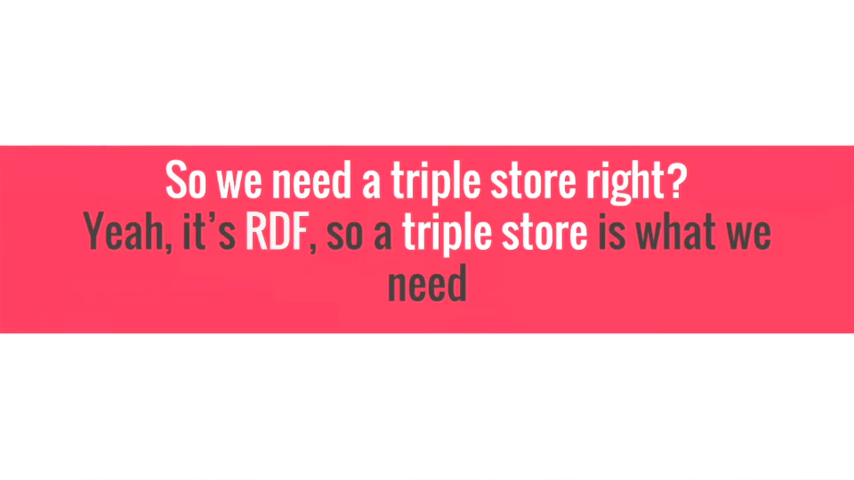 So we need a triple store right?
Yeah, it's RDF, so a triple store is what we
need